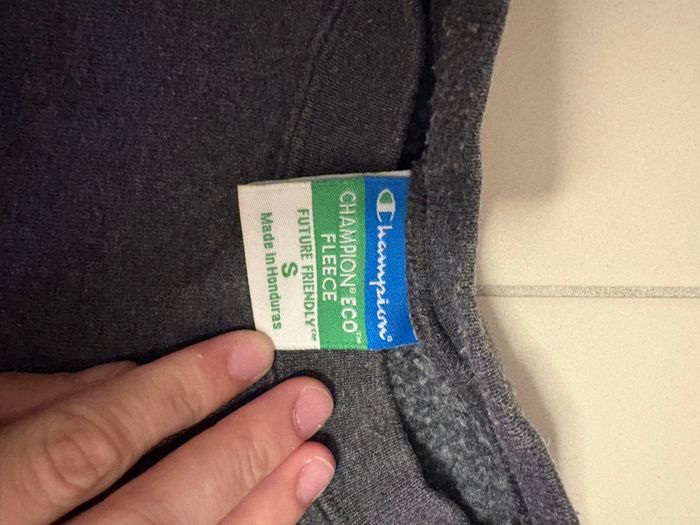 Champion®
CHAMPION® ECO™
FLEECE
FUTURE FRIENDLY™
S
Made in Honduras